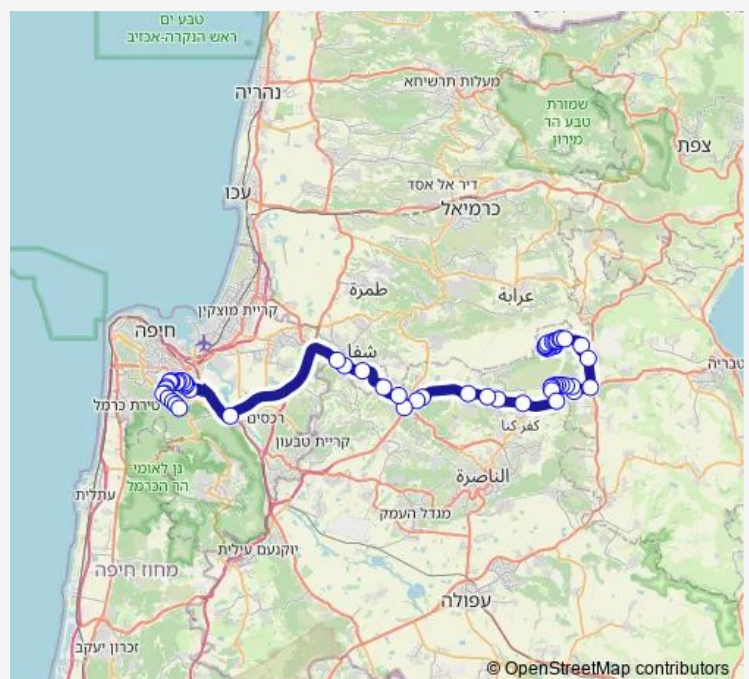 טבע ים
ראש הנקרה-אכזיב
מעלות תרשיחא
נהריה
שמורת
טבע הר
מירון
צפת
דיר אל אסד
עכו
כרמיאל
טמרה
עראבה
קריית מוצקין
חיפה
שפר
טבריה
טירת כרמל
רכסים
כפר כנא
קריית טבעון
גן לאומי
הר הכרמל
הנاصרת
עתלית
מגדל העמק
יוקנעם עילית
מחוז חיפה
עפולה
זכרון יעקב
© OpenStreetMap contributors